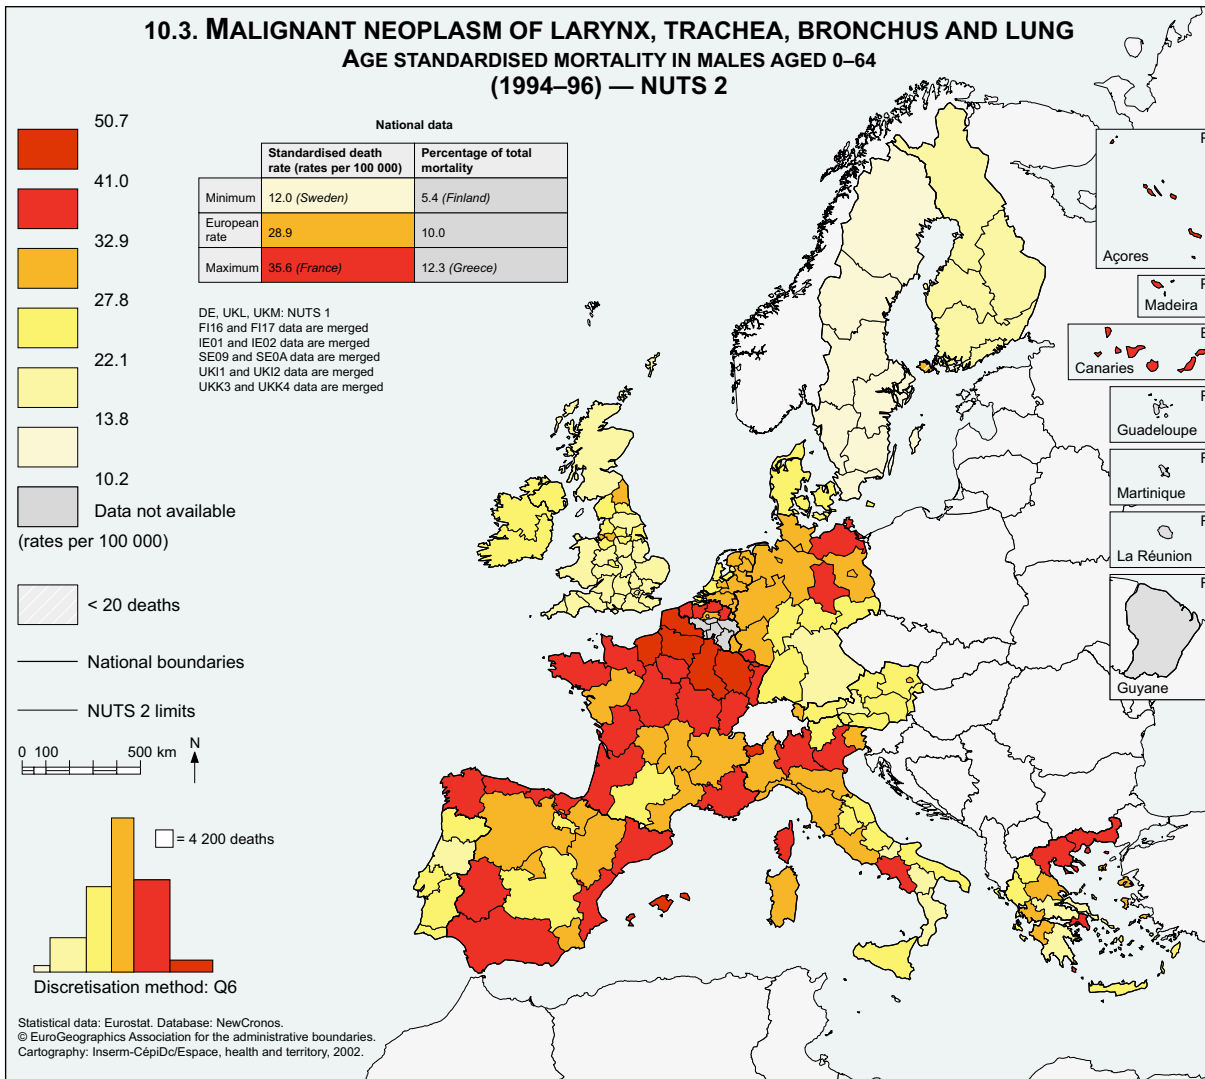 10.3. MALIGNANT NEOPLASM OF LARYNX, TRACHEA, BRONCHUS AND LUNG
AGE STANDARDISED MORTALITY IN MALES AGED 0–64
(1994–96) — NUTS 2
50.7
41.0
32.9
27.8
22.1
13.8
10.2
Data not available
(rates per 100 000)
< 20 deaths
National boundaries
NUTS 2 limits
0 100 500 km
N
National data
Standardised death rate (rates per 100 000)
Percentage of total mortality
Minimum 12.0 (Sweden) 5.4 (Finland)
European rate 28.9 10.0
Maximum 35.6 (France) 12.3 (Greece)
DE, UKL, UKM: NUTS 1
FI16 and FI17 data are merged
IE01 and IE02 data are merged
SE09 and SE0A data are merged
UKI1 and UKI2 data are merged
UKK3 and UKK4 data are merged
P
Açores
P
Madeira
E
Canaries
F
Guadeloupe
F
Martinique
F
La Réunion
F
Guyane
= 4 200 deaths
Discretisation method: Q6
Statistical data: Eurostat. Database: NewCronos.
© EuroGeographics Association for the administrative boundaries.
Cartography: Inserm-CépiDc/Espace, health and territory, 2002.